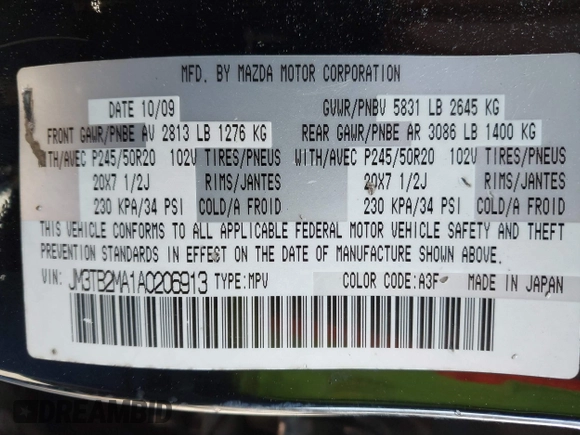 MFD. BY MAZDA MOTOR CORPORATION
DATE 10/09 GVWR/PNBV 5831 LB 2645 KG
FRONT GAWR/PNBE AV 2813 LB 1276 KG REAR GAWR/PNBE AR 3086 LB 1400 KG
ITH/AVEC P245/50R20 102V TIRES/PNEUS WITH/AVEC P245/50R20 102V TIRES/PNEUS
20X7 1/2J RIMS/JANTES 20X7 1/2J RIMS/JANTES
230 KPA/34 PSI COLD/A FROID 230 KPA/34 PSI COLD/A FROID
THIS VEHICLE CONFORMS TO ALL APPLICABLE FEDERAL MOTOR VEHICLE SAFETY AND THEFT
PREVENTION STANDARDS IN EFFECT ON THE DATE OF MANUFACTURE SHOWN ABOVE.
VIN: JM3TB2MA1A0206913 TYPE: MPV COLOR CODE: A3F MADE IN JAPAN
DREAMBID